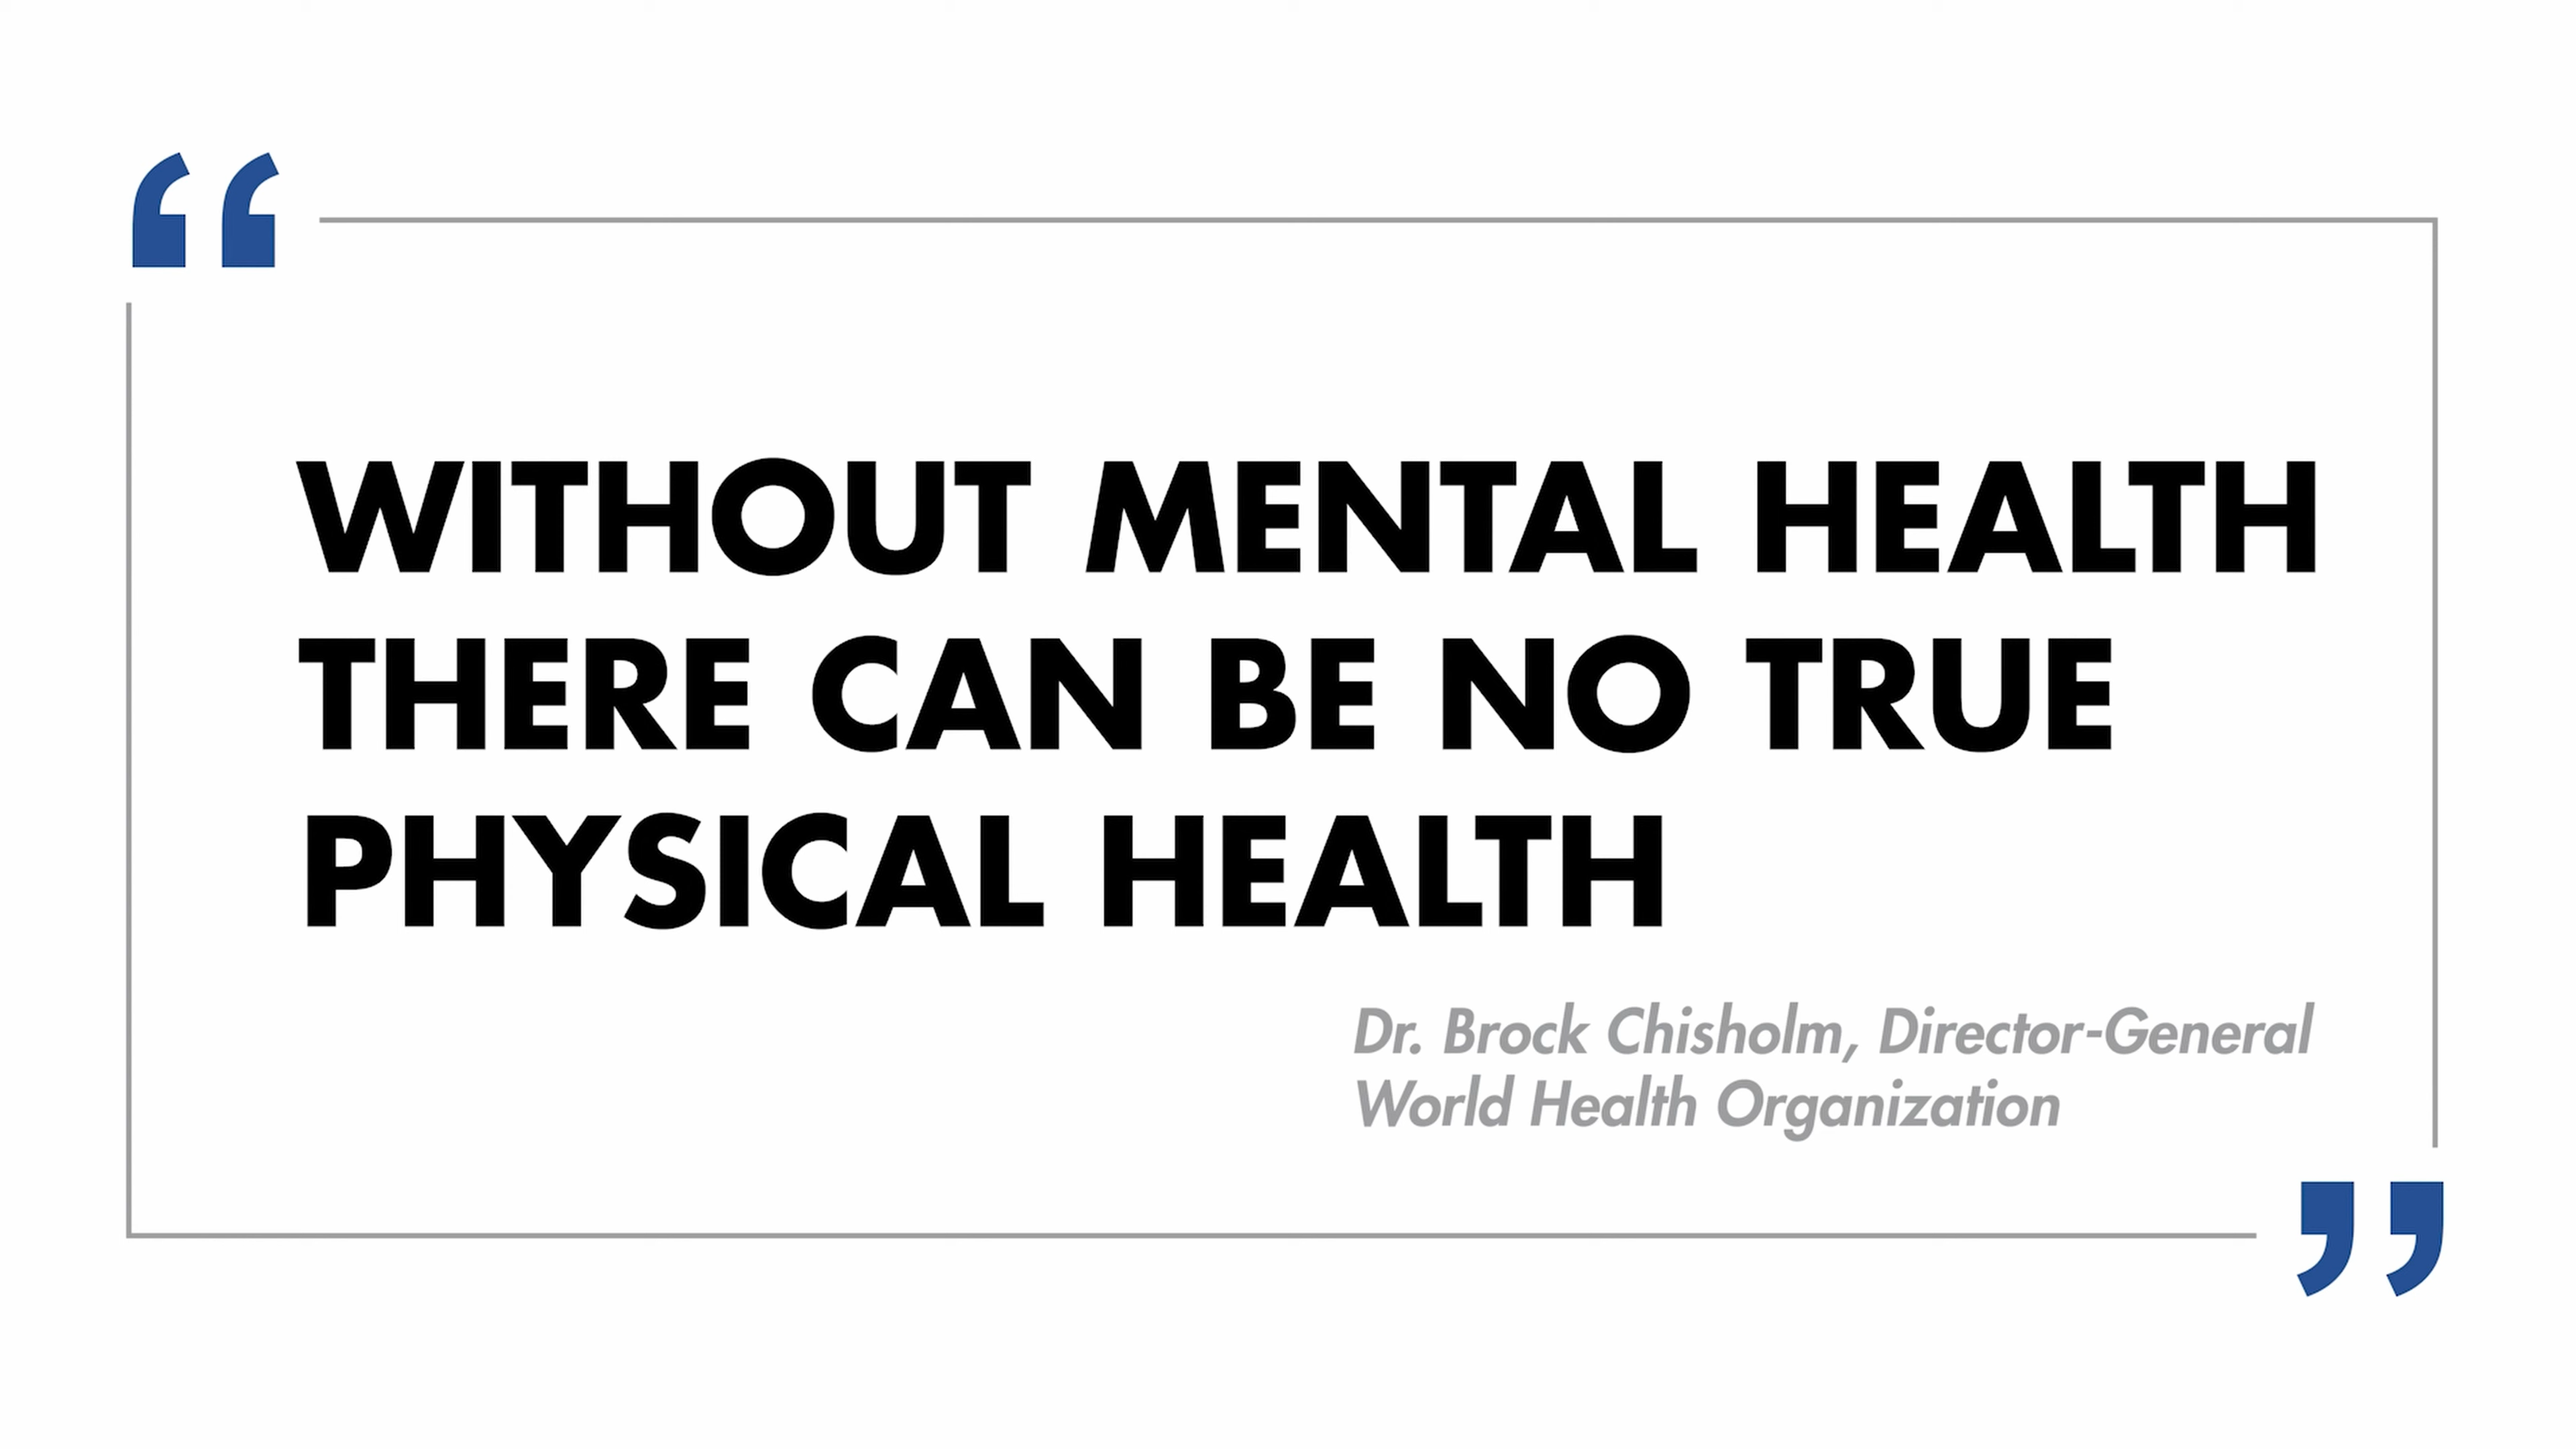 “
WITHOUT MENTAL HEALTH
THERE CAN BE NO TRUE
PHYSICAL HEALTH
Dr. Brock Chisholm, Director-General
World Health Organization
”